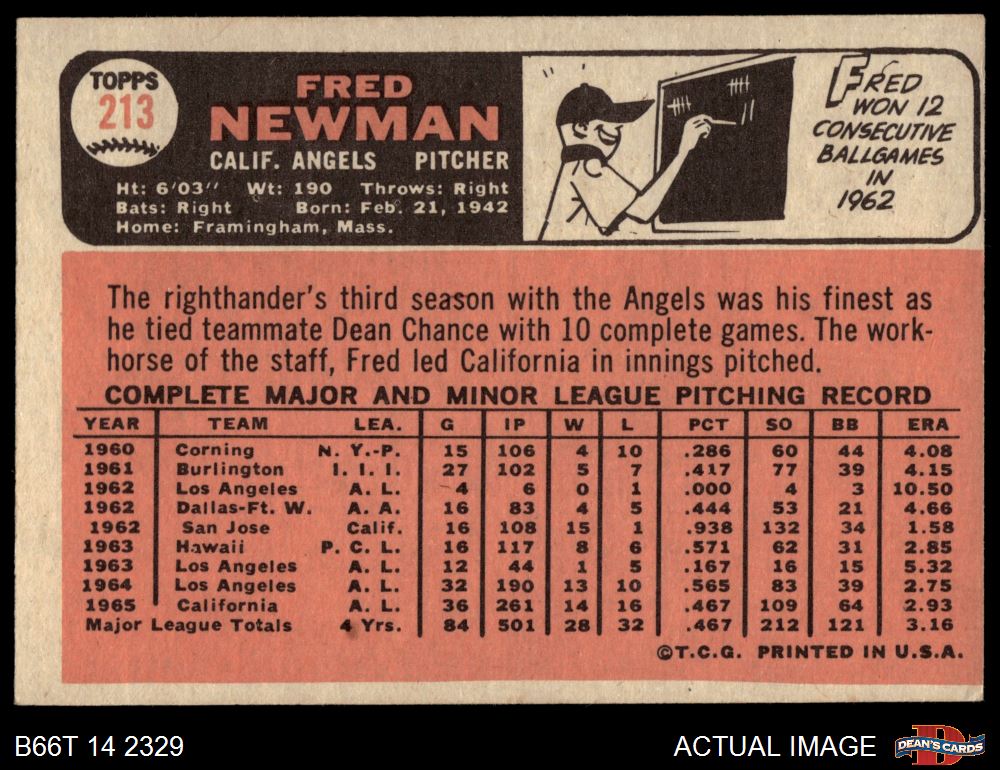 TOPPS
213
FRED
NEWMAN
CALIF. ANGELS PITCHER
Ht: 6'03" Wt: 190 Throws: Right
Bats: Right Born: Feb. 21, 1942
Home: Framingham, Mass.
FRED
WON 12
CONSECUTIVE
BALLGAMES
IN
1962
The righthander's third season with the Angels was his finest as
he tied teammate Dean Chance with 10 complete games. The work-
horse of the staff, Fred led California in innings pitched.
COMPLETE MAJOR AND MINOR LEAGUE PITCHING RECORD
YEAR TEAM LEA. G IP W L PCT SO BB ERA
1960 Corning N. Y.-P. 15 106 4 10 .286 60 44 4.08
1961 Burlington I. I. I. 27 102 5 7 .417 77 39 4.15
1962 Los Angeles A. L. 4 6 0 1 .000 4 3 10.50
1962 Dallas-Ft. W. A. A. 16 83 4 5 .444 53 21 4.66
1962 San Jose Calif. 16 108 15 1 .938 132 34 1.58
1963 Hawaii P. C. L. 16 117 8 6 .571 62 31 2.85
1963 Los Angeles A. L. 12 44 1 5 .167 16 15 5.32
1964 Los Angeles A. L. 32 190 13 10 .565 83 39 2.75
1965 California A. L. 36 261 14 16 .467 109 64 2.93
Major League Totals 4 Yrs. 84 501 28 32 .467 212 121 3.16
©T.C.G. PRINTED IN U.S.A.
B66T 14 2329
ACTUAL IMAGE
D
DEAN'S CARDS